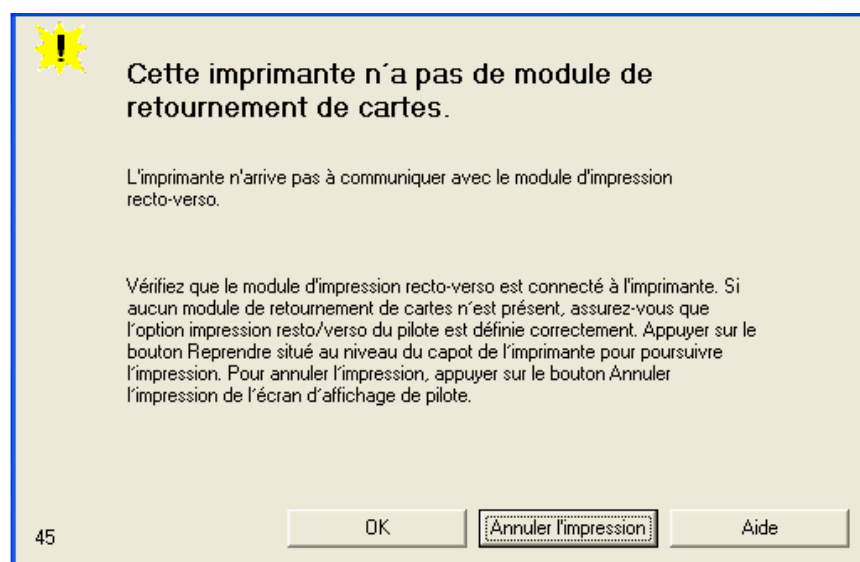 Cette imprimante n´a pas de module de
retournement de cartes.
L'imprimante n'arrive pas à communiquer avec le module d'impression
recto-verso.
Vérifiez que le module d'impression recto-verso est connecté à l'imprimante. Si
aucun module de retournement de cartes n´est présent, assurez-vous que
l´option impression resto/verso du pilote est définie correctement. Appuyer sur le
bouton Reprendre situé au niveau du capot de l´imprimante pour poursuivre
l´impression. Pour annuler l´impression, appuyer sur le bouton Annuler
l´impression de l´écran d´affichage de pilote.
45
OK
Annuler l'impression
Aide